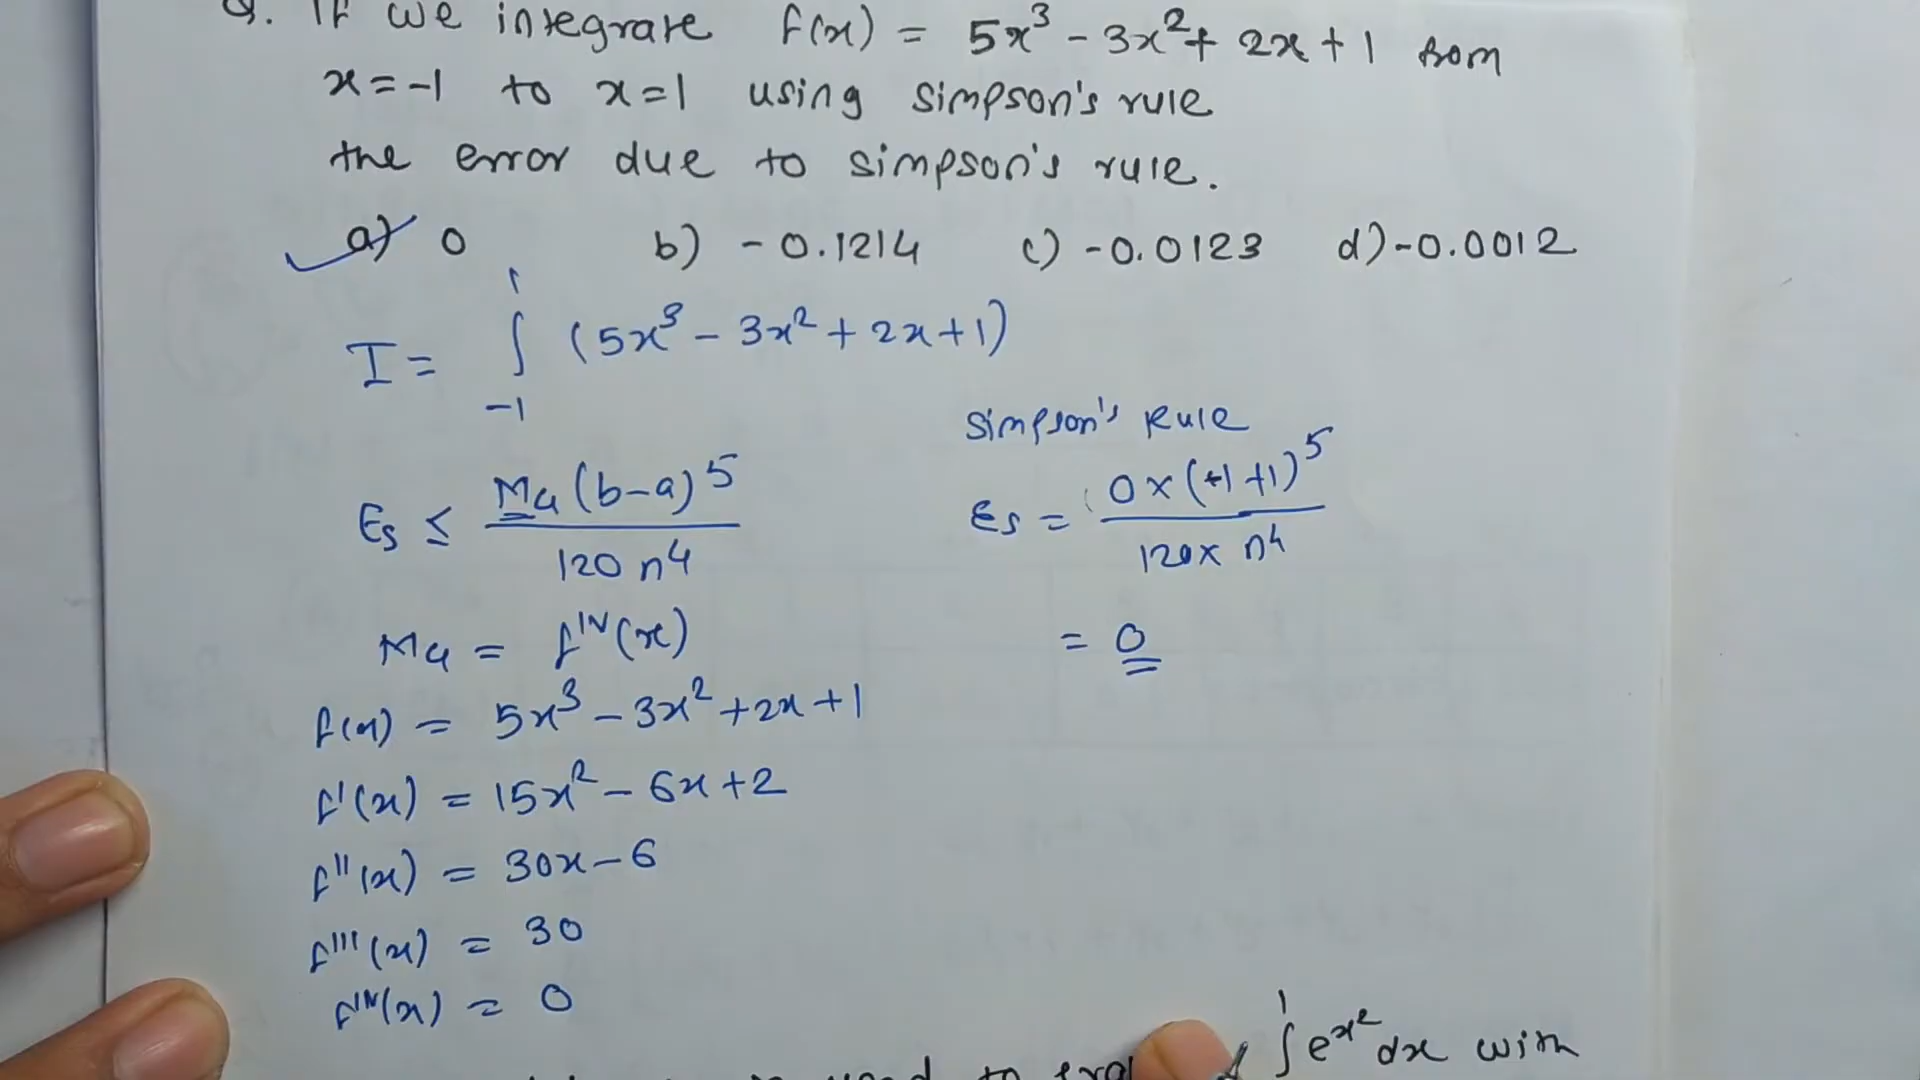 Q. If we integrate f(x) = 5x³ - 3x² + 2x + 1 from
x = -1 to x = 1 using simpson's rule
the error due to simpson's rule.
a) 0 b) - 0.1214 c) -0.0123 d) -0.0012
I = ∫₋₁¹ (5x³ - 3x² + 2x + 1)
Simpson's Rule
Es ≤ M4 (b-a)⁵ / 120 n⁴
Es = 0 x (+1 +1)⁵ / 120 x n⁴
M4 = f^IV(x)
= 0
f(x) = 5x³ - 3x² + 2x + 1
f'(x) = 15x² - 6x + 2
f''(x) = 30x - 6
f'''(x) = 30
f^IV(x) = 0
used to ∫¹ e^x² dx with